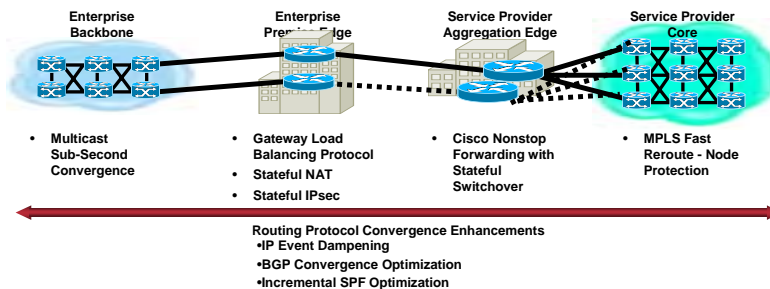 Enterprise
Backbone
Enterprise
Premise Edge
Service Provider
Aggregation Edge
Service Provider
Core
• Multicast
Sub-Second
Convergence
• Gateway Load
Balancing Protocol
• Stateful NAT
• Stateful IPsec
• Cisco Nonstop
Forwarding with
Stateful
Switchover
• MPLS Fast
Reroute - Node
Protection
Routing Protocol Convergence Enhancements
•IP Event Dampening
•BGP Convergence Optimization
•Incremental SPF Optimization